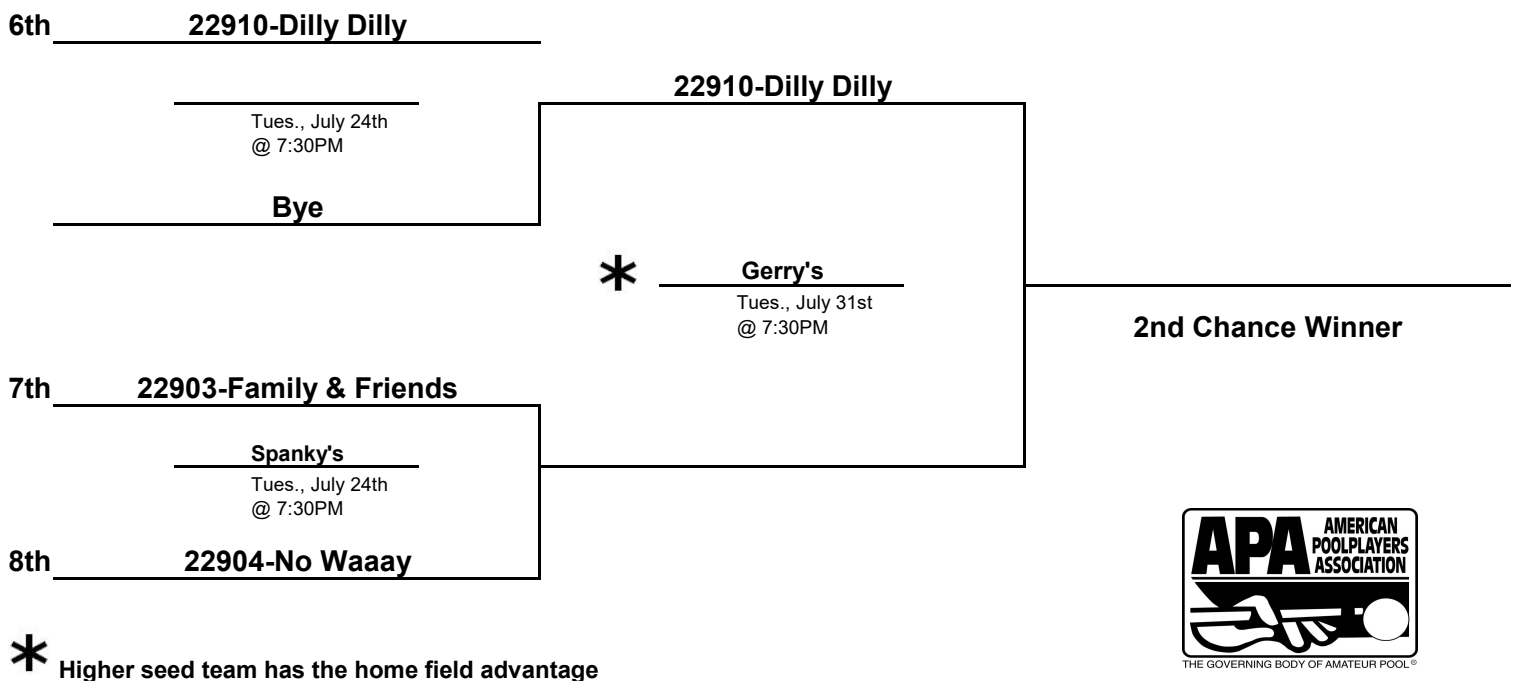 6th 22910-Dilly Dilly
22910-Dilly Dilly
Tues., July 24th
@ 7:30PM
Bye
* Gerry's
Tues., July 31st
@ 7:30PM
2nd Chance Winner
7th 22903-Family & Friends
Spanky's
Tues., July 24th
@ 7:30PM
8th 22904-No Waaay
* Higher seed team has the home field advantage
APA AMERICAN
POOLPLAYERS
ASSOCIATION
THE GOVERNING BODY OF AMATEUR POOL®